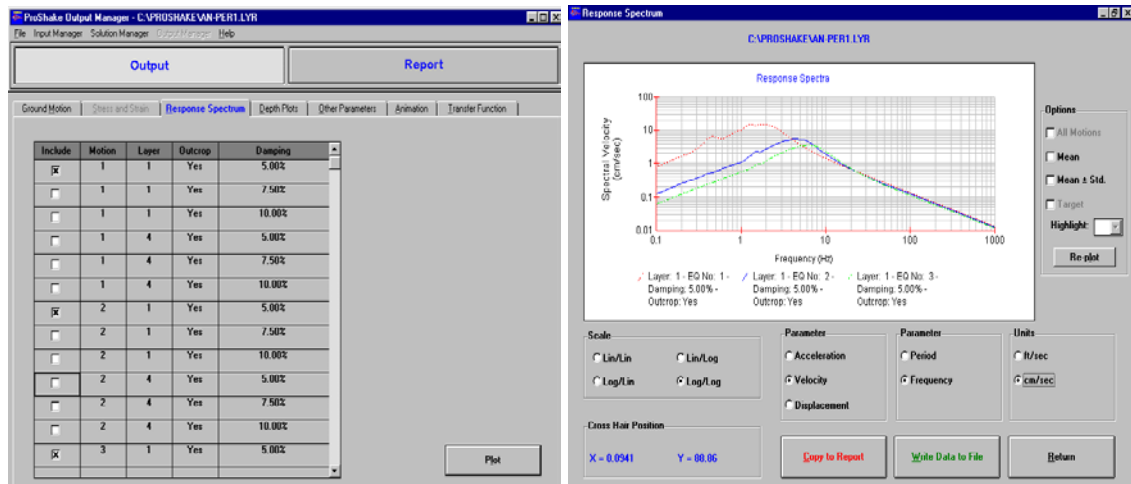 ProShake Output Manager - C:\PROSHAKE\AN-PER1.LYR
File Input Manager Solution Manager Output Manager Help
Output Report
Ground Motion Stress and Strain Response Spectrum Depth Plots Other Parameters Animation Transfer Function
Include Motion Layer Outcrop Damping
1 1 Yes 5.00%
1 1 Yes 7.50%
1 1 Yes 10.00%
1 4 Yes 5.00%
1 4 Yes 7.50%
1 4 Yes 10.00%
2 1 Yes 5.00%
2 1 Yes 7.50%
2 1 Yes 10.00%
2 4 Yes 5.00%
2 4 Yes 7.50%
2 4 Yes 10.00%
3 1 Yes 5.00%
Plot
Response Spectrum
C:\PROSHAKE\AN-PER1.LYR
Response Spectra
Spectral Velocity
(cm/sec)
100
10
1
0.1
0.01
0.1 1 10 100 1000
Frequency (Hz)
Layer: 1 - EQ No: 1 - Layer: 1 - EQ No: 2 - Layer: 1 - EQ No: 3 -
Damping: 5.00% - Damping: 5.00% - Damping: 5.00% -
Outcrop: Yes Outcrop: Yes Outcrop: Yes
Options
All Motions
Mean
Mean ± Std.
Target
Highlight:
Re-plot
Scale
Lin/Lin Lin/Log
Log/Lin Log/Log
Parameter
Acceleration
Velocity
Displacement
Parameter
Period
Frequency
Units
ft/sec
cm/sec
Cross Hair Position
X = 0.0941 Y = 80.86
Copy to Report Write Data to File Return